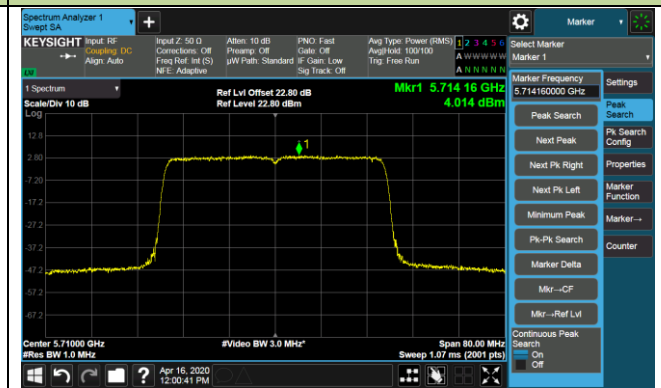 Spectrum Analyzer 1
Swept SA
+
Marker
KEYSIGHT
Input: RF
Coupling: DC
Align: Auto
Input Z: 50 Ω
Corrections: Off
Freq Ref: Int (S)
NFE: Adaptive
Atten: 10 dB
Preamp: Off
µW Path: Standard
PNO: Fast
Gate: Off
IF Gain: Low
Sig Track: Off
Avg Type: Power (RMS)
Avg|Hold: 100/100
Trig: Free Run
1 2 3 4 5 6
A W W W W W
A N N N N N
LXI
Select Marker
Marker 1
1 Spectrum
Scale/Div 10 dB
Log
Ref Lvl Offset 22.80 dB
Ref Level 22.80 dBm
Mkr1 5.714 16 GHz
4.014 dBm
12.8
2.80
-7.20
-17.2
-27.2
-37.2
-47.2
-57.2
-67.2
1
Center 5.71000 GHz
#Res BW 1.0 MHz
#Video BW 3.0 MHz*
Span 80.00 MHz
Sweep 1.07 ms (2001 pts)
Marker Frequency
5.714160000 GHz
Peak Search
Next Peak
Next Pk Right
Next Pk Left
Minimum Peak
Pk-Pk Search
Marker Delta
Mkr→CF
Mkr→Ref Lvl
Continuous Peak
Search
On
Off
Settings
Peak
Search
Pk Search
Config
Properties
Marker
Function
Marker→
Counter
?
Apr 16, 2020
12:00:41 PM